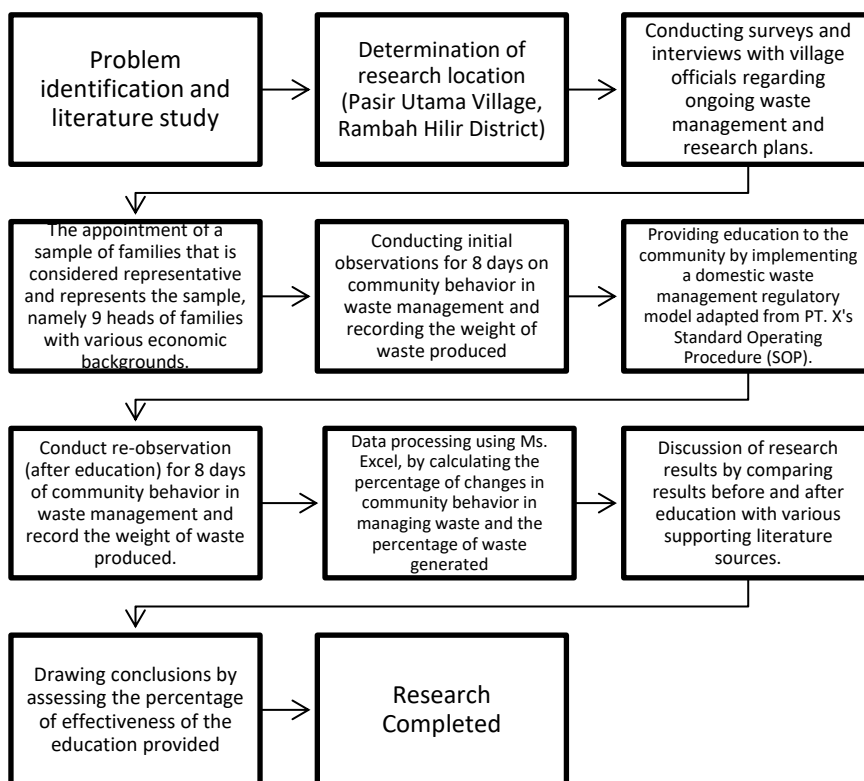 Problem
identification and
literature study
Determination of
research location
(Pasir Utama Village,
Rambah Hilir District)
Conducting surveys and
interviews with village
officials regarding
ongoing waste
management and
research plans.
The appointment of a
sample of families that is
considered representative
and represents the sample,
namely 9 heads of families
with various economic
backgrounds.
Conducting initial
observations for 8 days on
community behavior in
waste management and
recording the weight of
waste produced
Providing education to the
community by implementing
a domestic waste
management regulatory
model adapted from PT. X's
Standard Operating
Procedure (SOP).
Conduct re-observation
(after education) for 8 days
of community behavior in
waste management and
record the weight of waste
produced.
Data processing using Ms.
Excel, by calculating the
percentage of changes in
community behavior in
managing waste and the
percentage of waste
generated
Discussion of research
results by comparing
results before and after
education with various
supporting literature
sources.
Drawing conclusions by
assessing the percentage
of effectiveness of the
education provided
Research
Completed